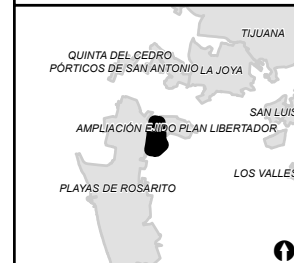 TIJUANA
QUINTA DEL CEDRO
PÓRTICOS DE SAN ANTONIO
LA JOYA
SAN LUIS
AMPLIACIÓN EJIDO PLAN LIBERTADOR
LOS VALLES
PLAYAS DE ROSARITO